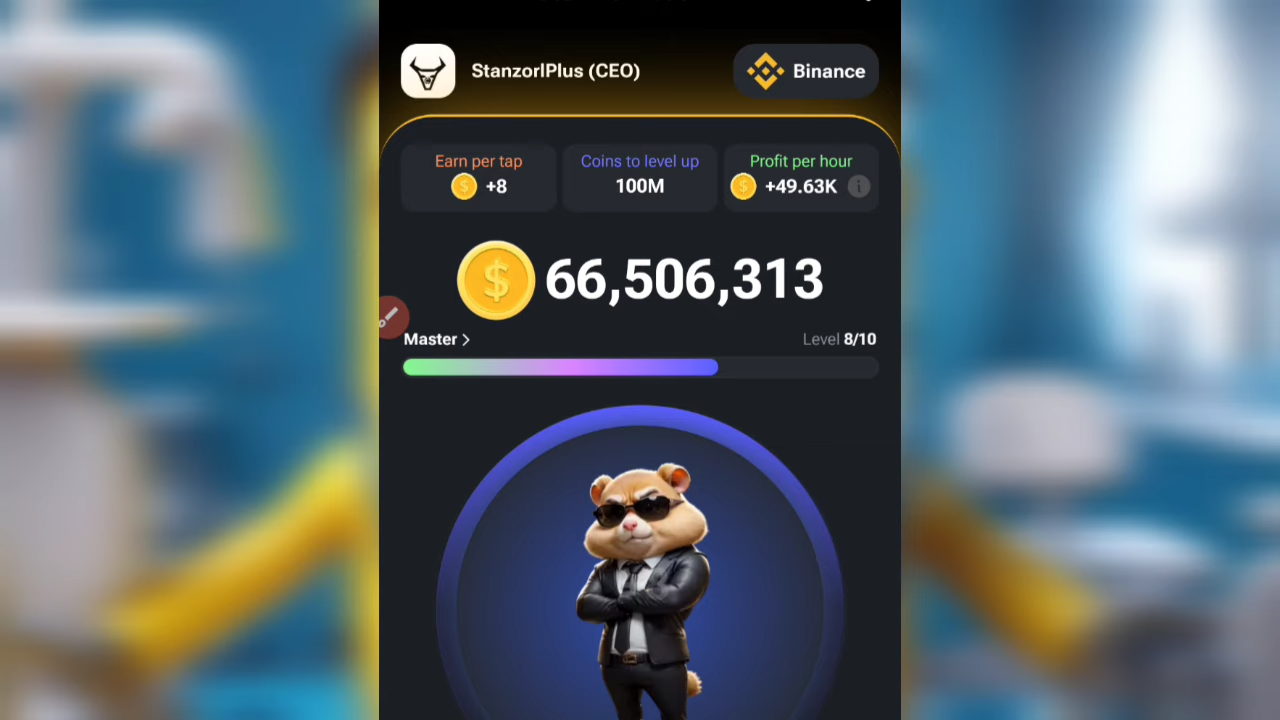 StanzorlPlus (CEO)
Binance
Earn per tap
+8
Coins to level up
100M
Profit per hour
+49.63K
66,506,313
Master >
Level 8/10